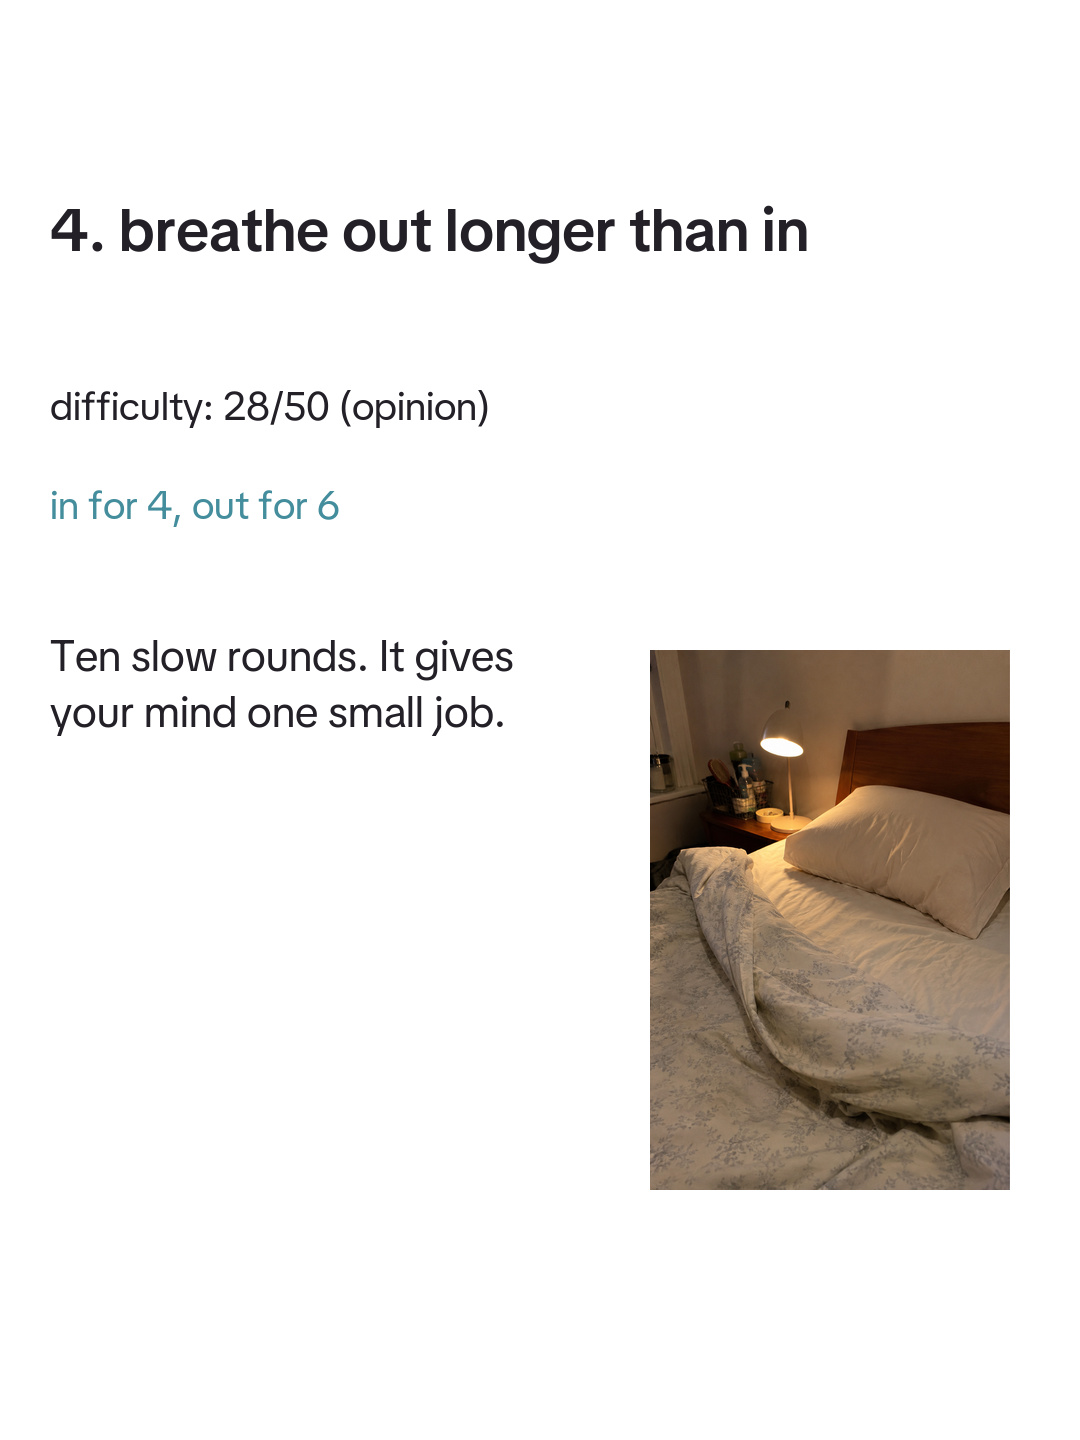 4. breathe out longer than in
difficulty: 28/50 (opinion)
in for 4, out for 6
Ten slow rounds. It gives
your mind one small job.